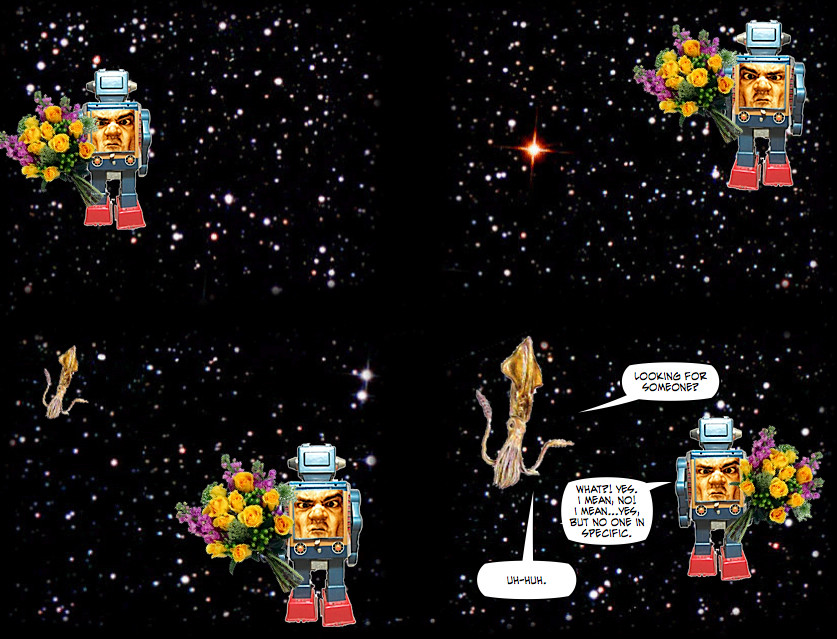 LOOKING FOR
SOMEONE?
WHAT?! YES.
I MEAN, NO!
I MEAN...YES,
BUT NO ONE IN
SPECIFIC.
UH-HUH.